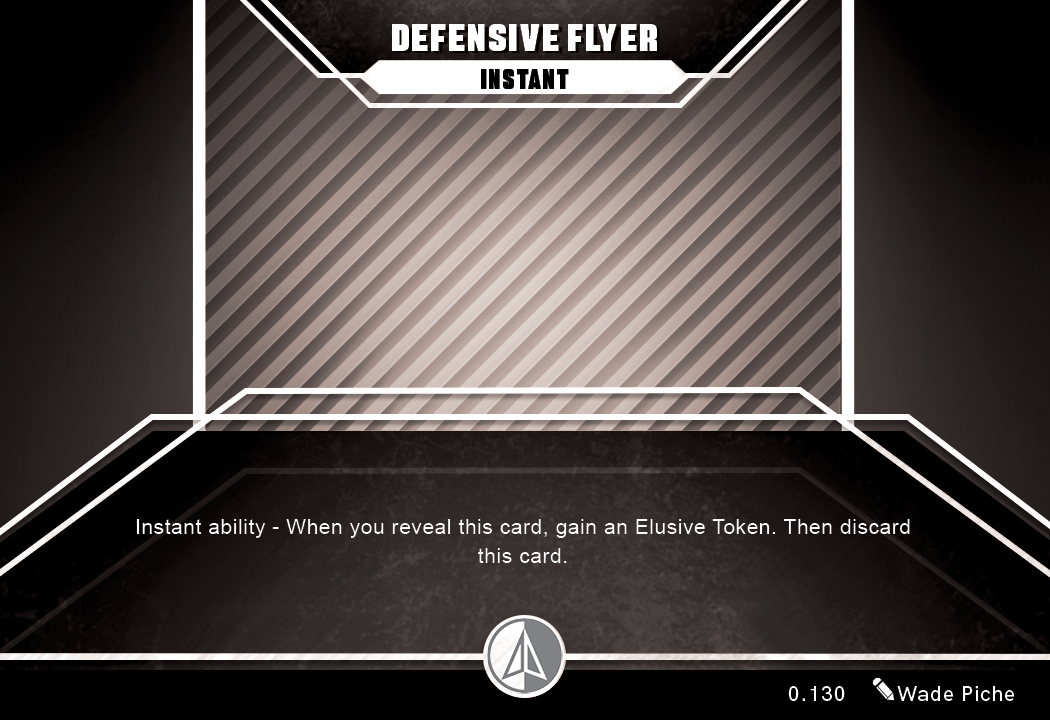 DEFENSIVE FLYER
INSTANT
Instant ability - When you reveal this card, gain an Elusive Token. Then discard
this card.
0.130 Wade Piche